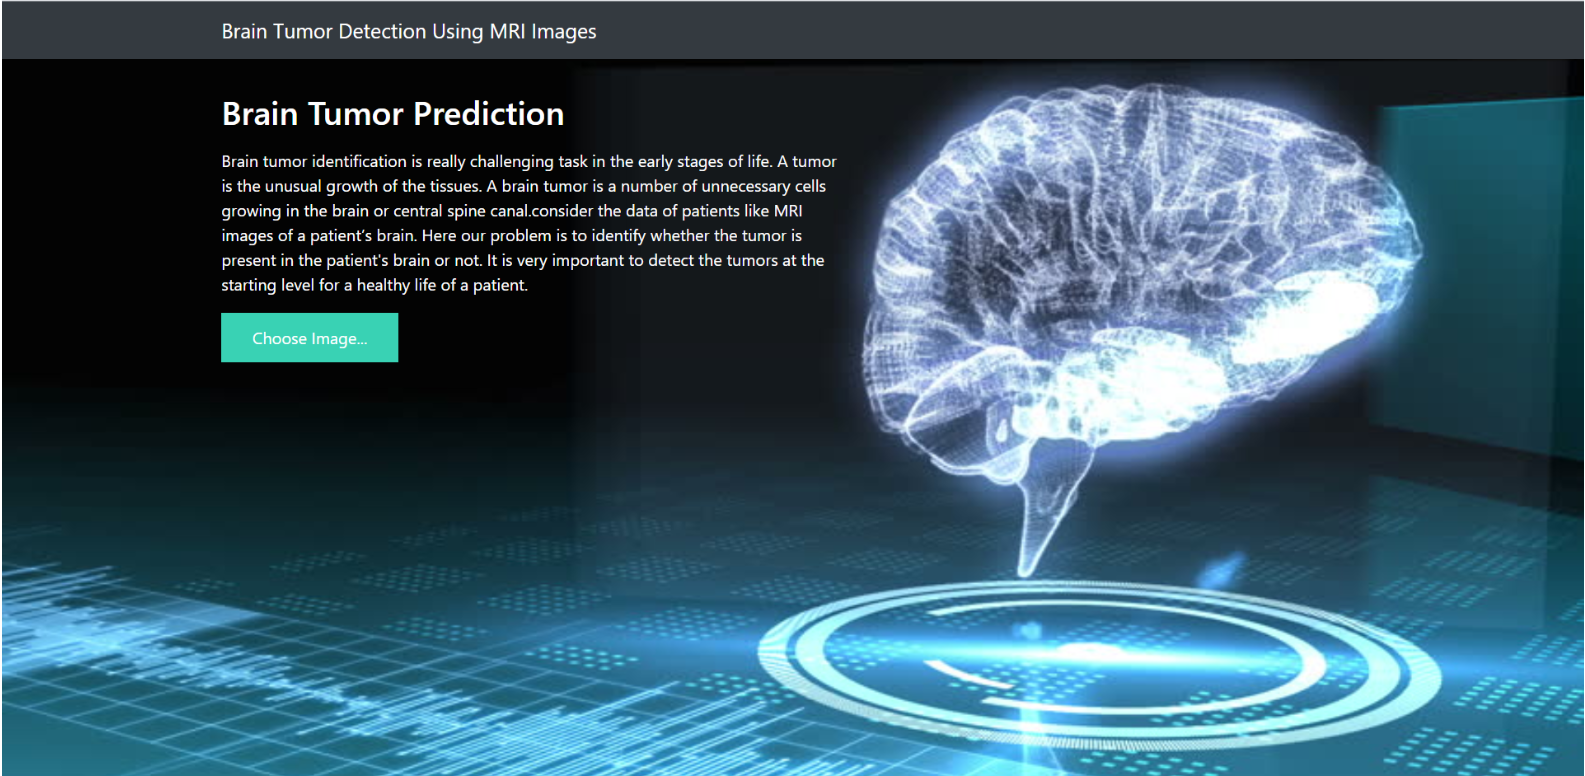 Brain Tumor Detection Using MRI Images
Brain Tumor Prediction
Brain tumor identification is really challenging task in the early stages of life. A tumor
is the unusual growth of the tissues. A brain tumor is a number of unnecessary cells
growing in the brain or central spine canal.consider the data of patients like MRI
images of a patient’s brain. Here our problem is to identify whether the tumor is
present in the patient's brain or not. It is very important to detect the tumors at the
starting level for a healthy life of a patient.
Choose Image...